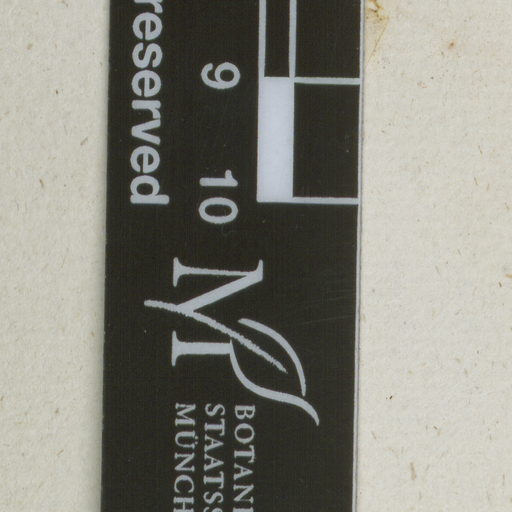 reserved
9 10
BOTANI
STAATSS
MÜNCH